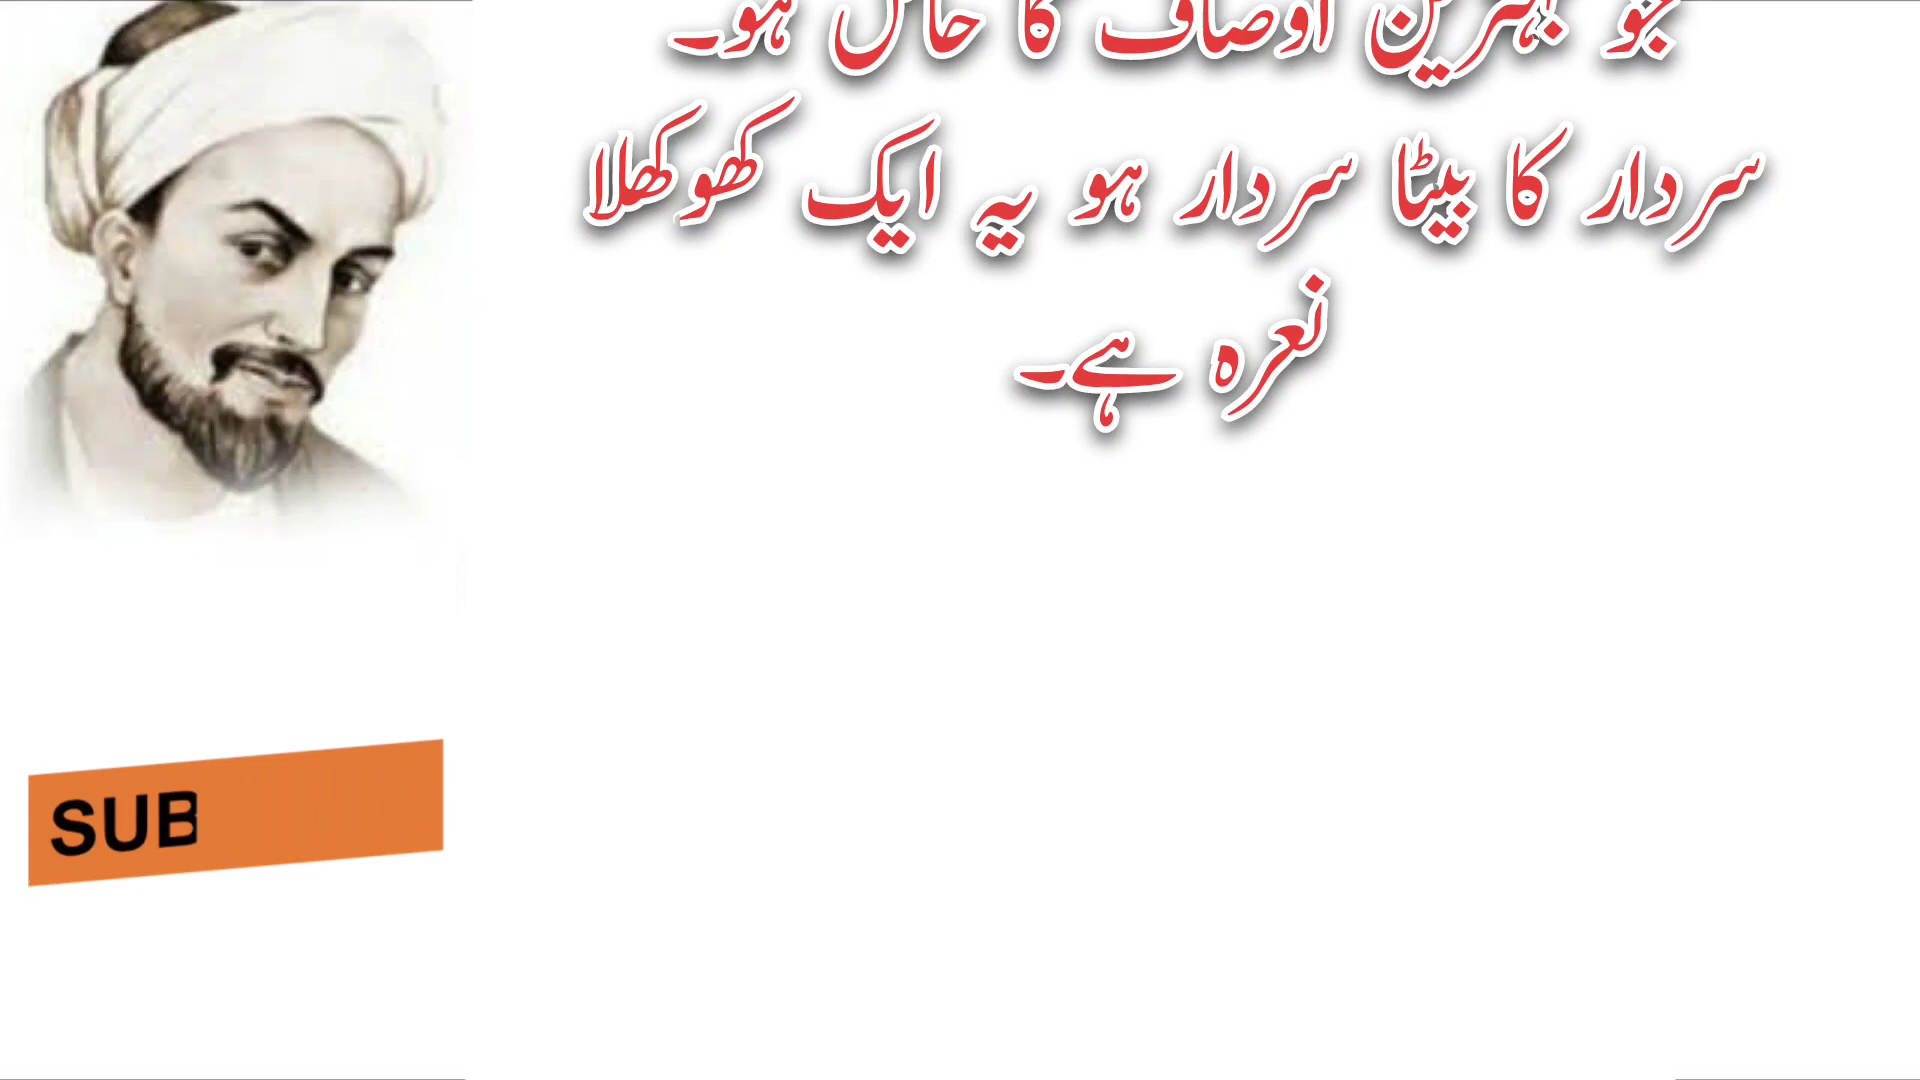 جو بہترین اوصاف کا حامل ہو۔
سردار کا بیٹا سردار ہو یہ ایک کھوکھلا
نعرہ ہے۔
SUB